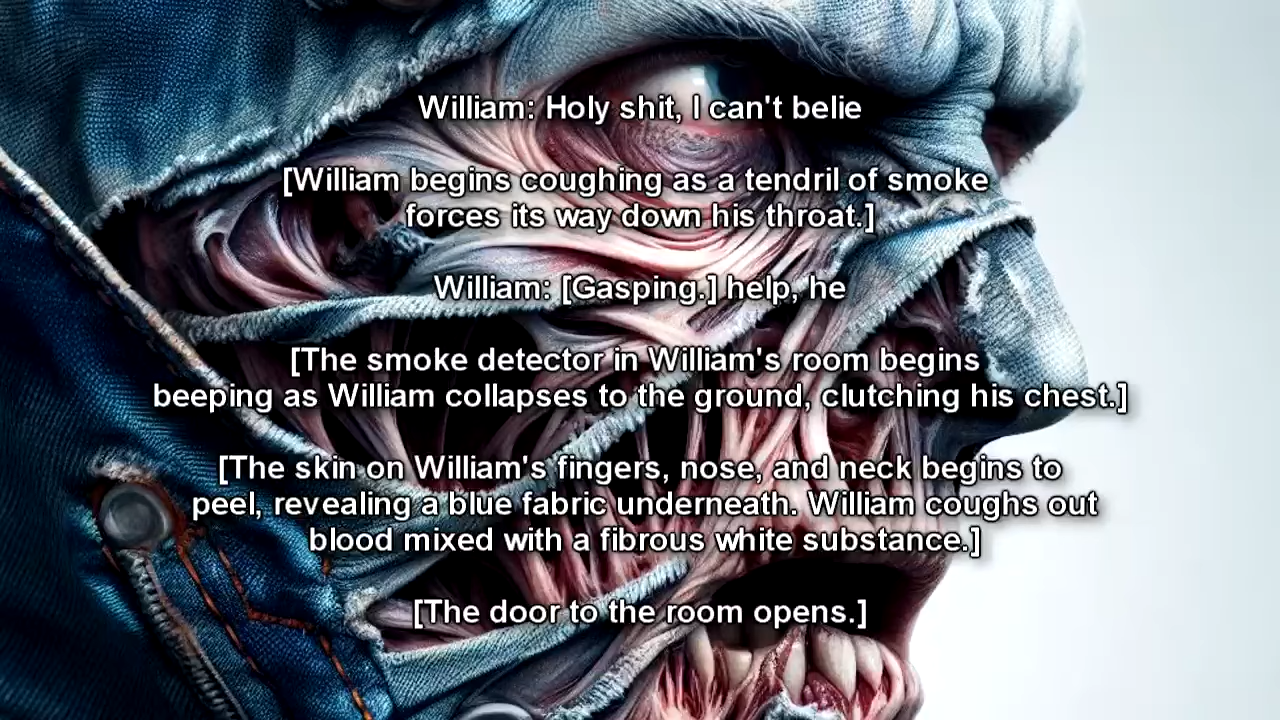 William: Holy shit, I can't belie
[William begins coughing as a tendril of smoke
forces its way down his throat.]
William: [Gasping.] help, he
[The smoke detector in William's room begins
beeping as William collapses to the ground, clutching his chest.]
[The skin on William's fingers, nose, and neck begins to
peel, revealing a blue fabric underneath. William coughs out
blood mixed with a fibrous white substance.]
[The door to the room opens.]